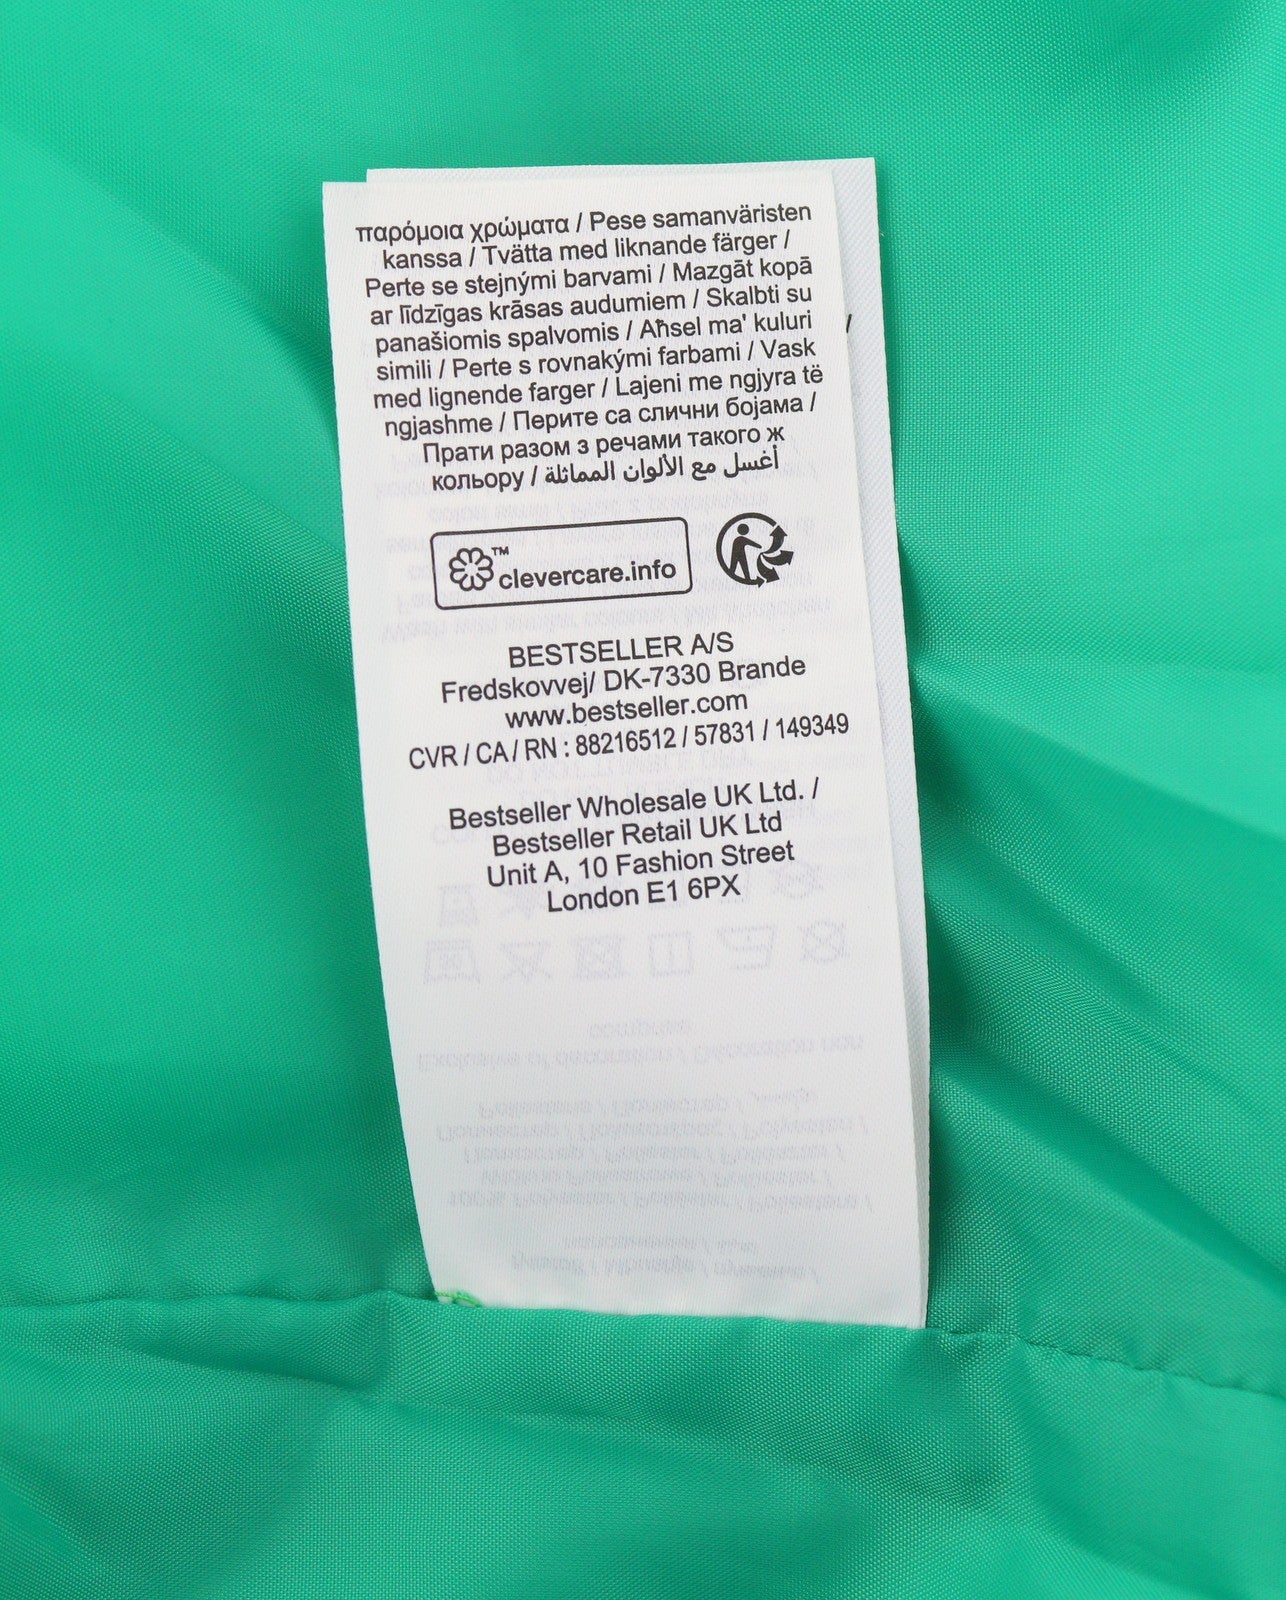 παρόμοια χρώματα / Pese samanväristen
kanssa / Tvätta med liknande färger /
Perte se stejnými barvami / Mazgāt kopā
ar līdzīgas krāsas audumiem / Skalbti su
panašiomis spalvomis / Aħsel ma' kuluri
simili / Perte s rovnakými farbami / Vask
med lignende farger / Lajeni me ngjyra të
ngjashme / Перите са слични бојама /
Прати разом з речами такого ж
кольору / أغسل مع الألوان المماثلة
™
clevercare.info
BESTSELLER A/S
Fredskovvej/ DK-7330 Brande
www.bestseller.com
CVR / CA / RN : 88216512 / 57831 / 149349
Bestseller Wholesale UK Ltd. /
Bestseller Retail UK Ltd
Unit A, 10 Fashion Street
London E1 6PX